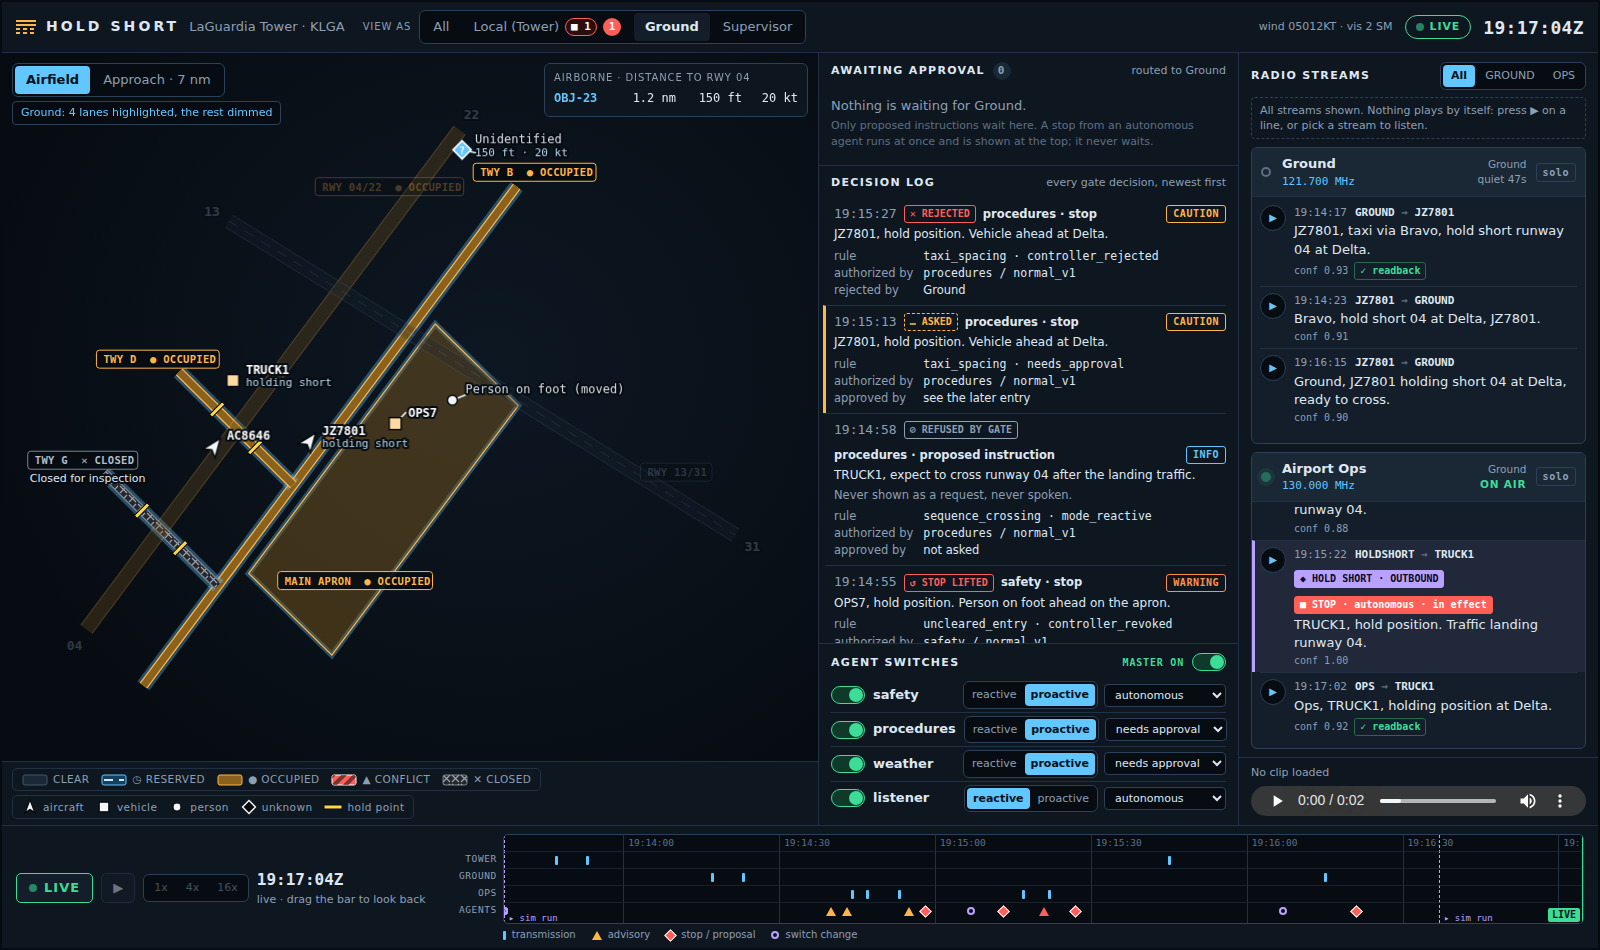 HOLD SHORT LaGuardia Tower · KLGA VIEW AS All Local (Tower) ■ 1 1 Ground Supervisor wind 05012KT · vis 2 SM LIVE 19:17:04Z
Airfield Approach · 7 nm
Ground: 4 lanes highlighted, the rest dimmed
AIRBORNE · DISTANCE TO RWY 04
OBJ-23 1.2 nm 150 ft 20 kt
22
Unidentified
150 ft · 20 kt
?
TWY B ● OCCUPIED
RWY 04/22 ● OCCUPIED
13
TWY D ● OCCUPIED
TRUCK1
holding short
Person on foot (moved)
OPS7
AC8646
JZ7801
holding short
TWY G × CLOSED
Closed for inspection
RWY 13/31
31
MAIN APRON ● OCCUPIED
04
CLEAR ◷ RESERVED ● OCCUPIED ▲ CONFLICT × CLOSED
aircraft vehicle person unknown hold point
AWAITING APPROVAL 0 routed to Ground
Nothing is waiting for Ground.
Only proposed instructions wait here. A stop from an autonomous
agent runs at once and is shown at the top; it never waits.
DECISION LOG every gate decision, newest first
19:15:27 × REJECTED procedures · stop CAUTION
JZ7801, hold position. Vehicle ahead at Delta.
rule taxi_spacing · controller_rejected
authorized by procedures / normal_v1
rejected by Ground
19:15:13 … ASKED procedures · stop CAUTION
JZ7801, hold position. Vehicle ahead at Delta.
rule taxi_spacing · needs_approval
authorized by procedures / normal_v1
approved by see the later entry
19:14:58 ⊘ REFUSED BY GATE
procedures · proposed instruction INFO
TRUCK1, expect to cross runway 04 after the landing traffic.
Never shown as a request, never spoken.
rule sequence_crossing · mode_reactive
authorized by procedures / normal_v1
approved by not asked
19:14:55 ↺ STOP LIFTED safety · stop WARNING
OPS7, hold position. Person on foot ahead on the apron.
rule uncleared_entry · controller_revoked
authorized by safety / normal_v1
AGENT SWITCHES MASTER ON
safety reactive proactive autonomous
procedures reactive proactive needs approval
weather reactive proactive needs approval
listener reactive proactive autonomous
RADIO STREAMS All GROUND OPS
All streams shown. Nothing plays by itself: press ▶ on a
line, or pick a stream to listen.
Ground
121.700 MHz
Ground
quiet 47s
solo
19:14:17 GROUND → JZ7801
JZ7801, taxi via Bravo, hold short runway
04 at Delta.
conf 0.93 ✓ readback
19:14:23 JZ7801 → GROUND
Bravo, hold short 04 at Delta, JZ7801.
conf 0.91
19:16:15 JZ7801 → GROUND
Ground, JZ7801 holding short 04 at Delta,
ready to cross.
conf 0.90
Airport Ops
130.000 MHz
Ground
ON AIR
solo
runway 04.
conf 0.88
19:15:22 HOLDSHORT → TRUCK1
◆ HOLD SHORT · OUTBOUND
■ STOP · autonomous · in effect
TRUCK1, hold position. Traffic landing
runway 04.
conf 1.00
19:17:02 OPS → TRUCK1
Ops, TRUCK1, holding position at Delta.
conf 0.92 ✓ readback
No clip loaded
0:00 / 0:02
LIVE ▶ 1x 4x 16x 19:17:04Z
live · drag the bar to look back
19:14:00 19:14:30 19:15:00 19:15:30 19:16:00 19:16:30 19:
TOWER
GROUND
OPS
AGENTS
▸ sim run ▸ sim run LIVE
transmission advisory stop / proposal switch change